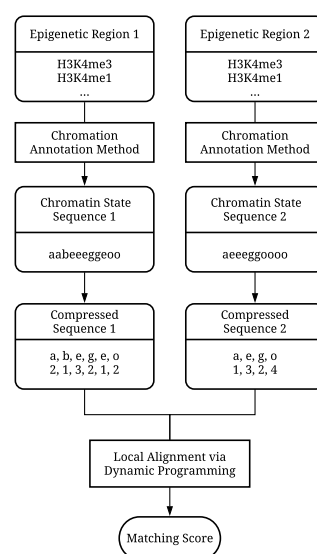 Epigenetic Region 1
H3K4me3
H3K4me1
...
Epigenetic Region 2
H3K4me3
H3K4me1
...
Chromation
Annotation Method
Chromation
Annotation Method
Chromatin State
Sequence 1
aabeeeggeoo
Chromatin State
Sequence 2
aeeeggoooo
Compressed
Sequence 1
a, b, e, g, e, o
2, 1, 3, 2, 1, 2
Compressed
Sequence 2
a, e, g, o
1, 3, 2, 4
Local Alignment via
Dynamic Programming
Matching Score